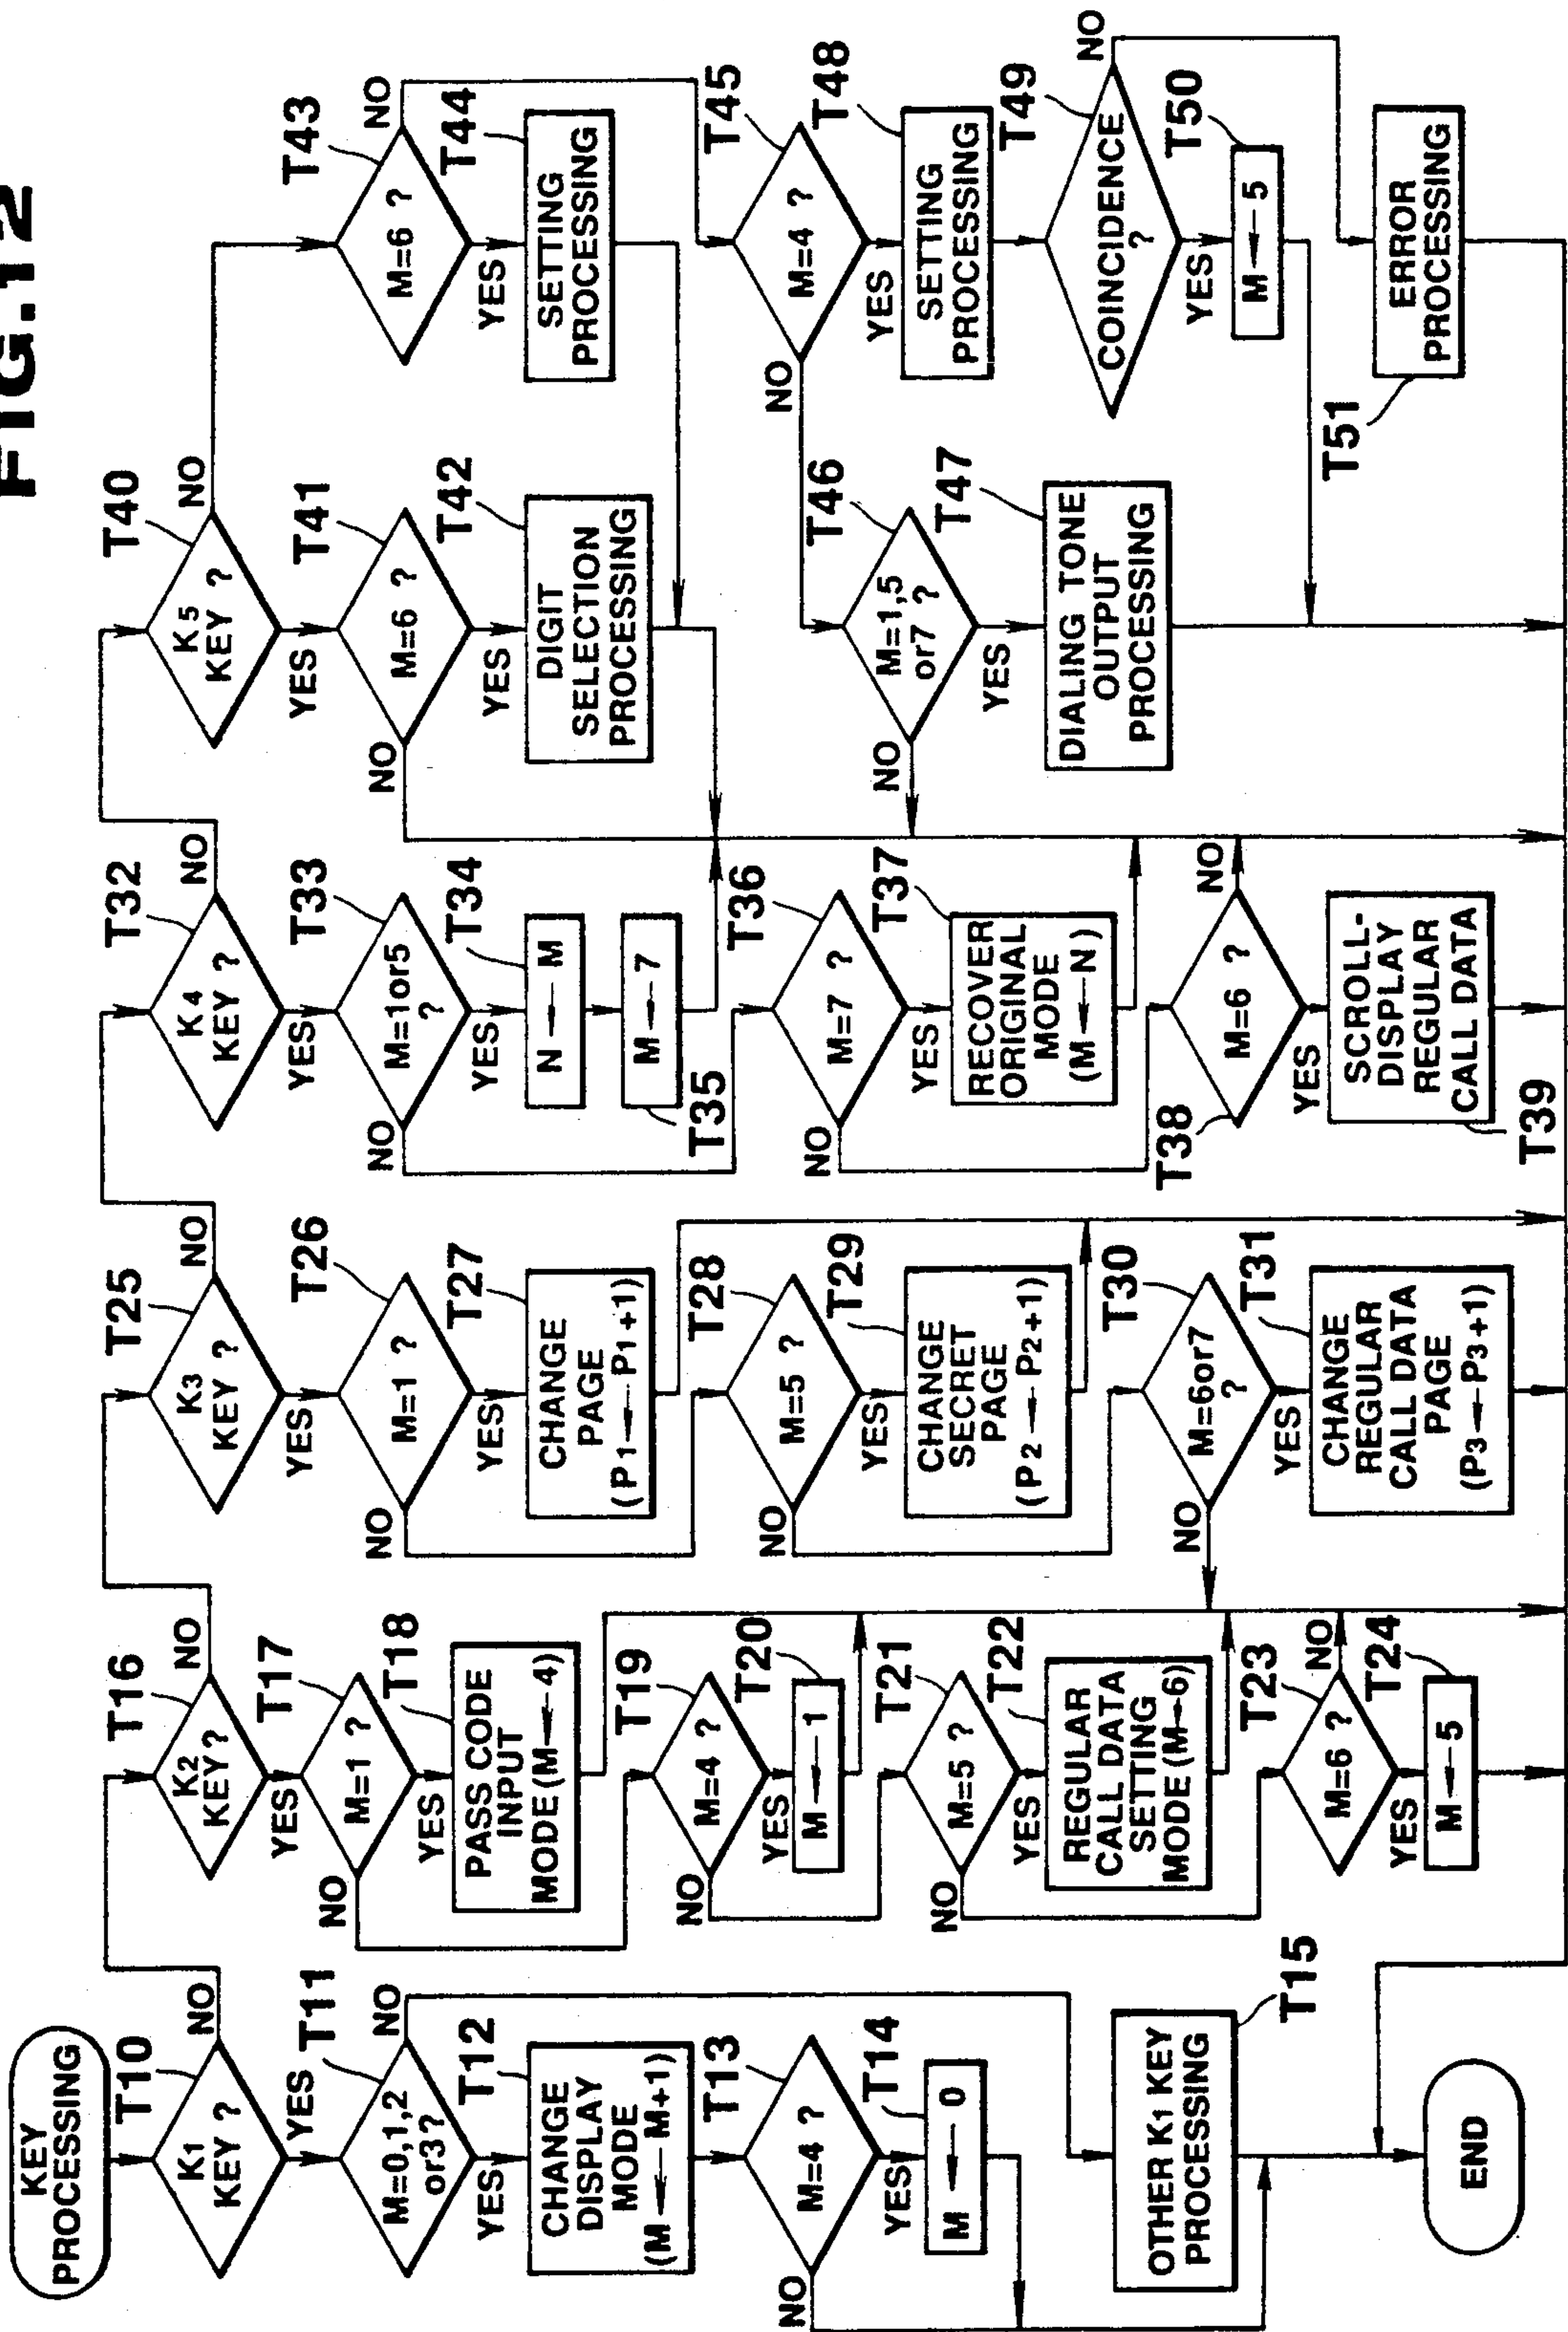 FIG.12
KEY
PROCESSING
T10
K1
KEY ?
NO
YES
T11
M=0,1,2
or3?
NO
YES
T12
CHANGE
DISPLAY
MODE
(M←M+1)
T13
M=4 ?
NO
YES
T14
M←0
OTHER K1 KEY
PROCESSING
T15
END
T16
K2
KEY?
NO
YES
T17
M=1 ?
NO
YES
T18
PASS CODE
INPUT
MODE (M←4)
T19
M=4 ?
NO
YES
T20
M←1
T21
M=5 ?
NO
YES
T22
REGULAR
CALL DATA
SETTING
MODE (M←6)
T23
M=6 ?
NO
YES
T24
M←5
T25
K3
KEY ?
NO
YES
T26
M=1 ?
NO
YES
T27
CHANGE
PAGE
(P1←P1+1)
T28
M=5 ?
NO
YES
T29
CHANGE
SECRET
PAGE
(P2←P2+1)
T30
M=6or7
?
NO
YES
T31
CHANGE
REGULAR
CALL DATA
PAGE
(P3←P3+1)
T32
K4
KEY ?
NO
YES
T33
M=1or5
?
NO
YES
T34
N←M
M←7
T35
T36
M=7 ?
NO
YES
T37
RECOVER
ORIGINAL
MODE
(M←N)
T38
M=6 ?
NO
YES
SCROLL-
DISPLAY
REGULAR
CALL DATA
T39
T40
K5
KEY ?
NO
YES
T41
M=6 ?
NO
YES
T42
DIGIT
SELECTION
PROCESSING
T43
M=6 ?
NO
YES
T44
SETTING
PROCESSING
T45
M=4 ?
NO
YES
T46
M=1,5
or7 ?
NO
YES
T47
DIALING TONE
OUTPUT
PROCESSING
T48
SETTING
PROCESSING
T49
COINCIDENCE
?
NO
YES
T50
M←5
T51
ERROR
PROCESSING